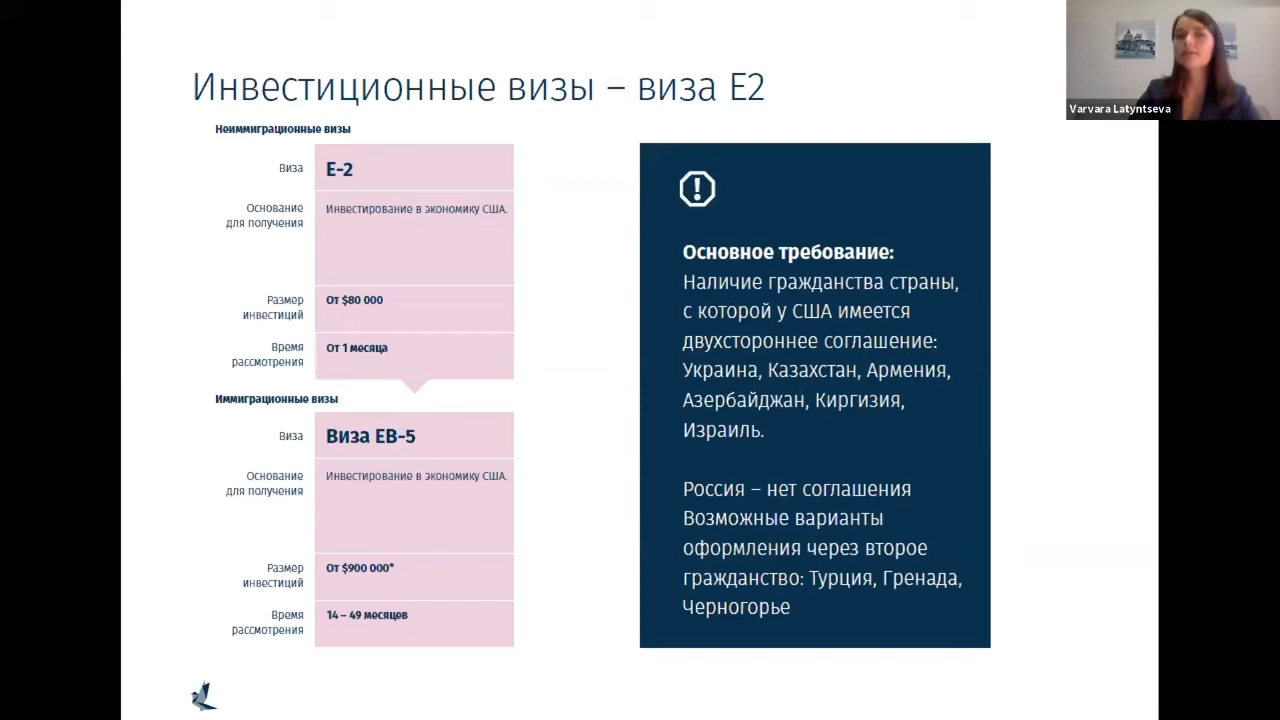 Инвестиционные визы – виза E2
Varvara Latyntseva
Неиммиграционные визы
Виза
E-2
Основание
для получения
Инвестирование в экономику США.
Размер
инвестиций
От $80 000
Время
рассмотрения
От 1 месяца
Иммиграционные визы
Виза
Виза EB-5
Основание
для получения
Инвестирование в экономику США.
Размер
инвестиций
От $900 000*
Время
рассмотрения
14 – 49 месяцев
Основное требование:
Наличие гражданства страны,
с которой у США имеется
двухстороннее соглашение:
Украина, Казахстан, Армения,
Азербайджан, Киргизия,
Израиль.
Россия – нет соглашения
Возможные варианты
оформления через второе
гражданство: Турция, Гренада,
Черногорье